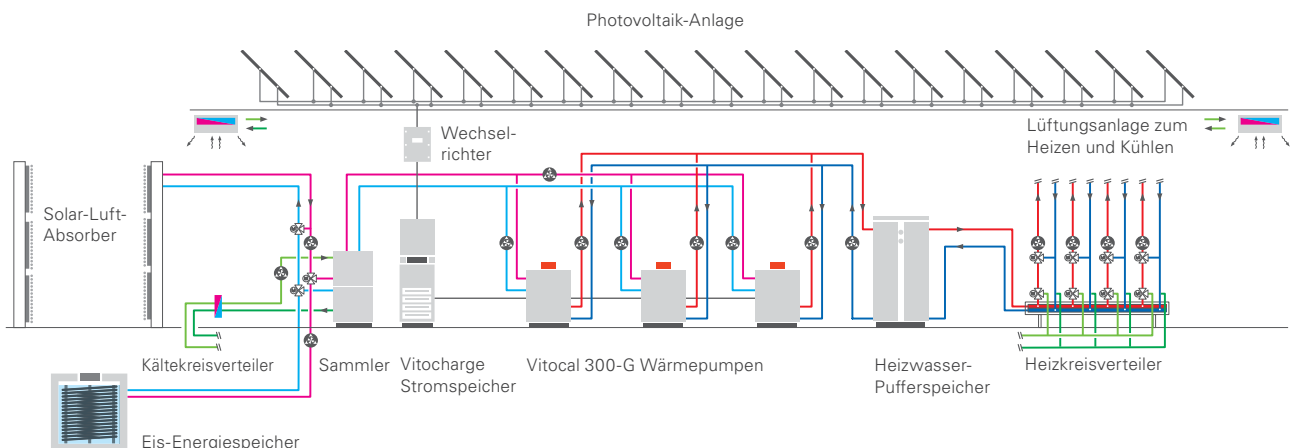 Photovoltaik-Anlage
Wechsel-
richter
Lüftungsanlage zum
Heizen und Kühlen
Solar-Luft-
Absorber
Kältekreisverteiler
Sammler
Vitocharge
Stromspeicher
Vitocal 300-G Wärmepumpen
Heizwasser-
Pufferspeicher
Heizkreisverteiler
Eis-Energiespeicher